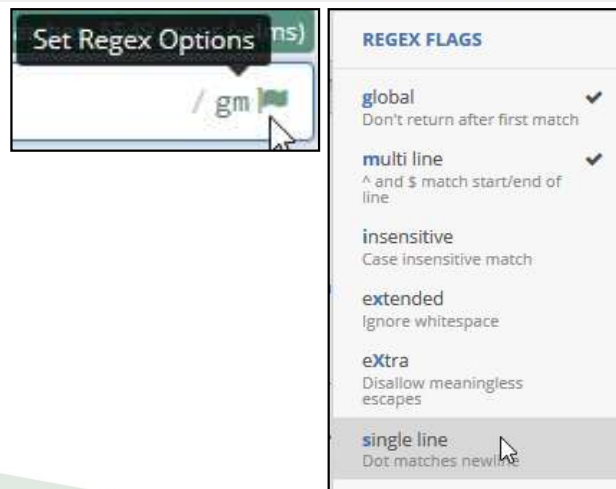 ms)
Set Regex Options
/ gm
REGEX FLAGS
global
Don't return after first match
multi line
^ and $ match start/end of
line
insensitive
Case insensitive match
extended
Ignore whitespace
eXtra
Disallow meaningless
escapes
single line
Dot matches newline